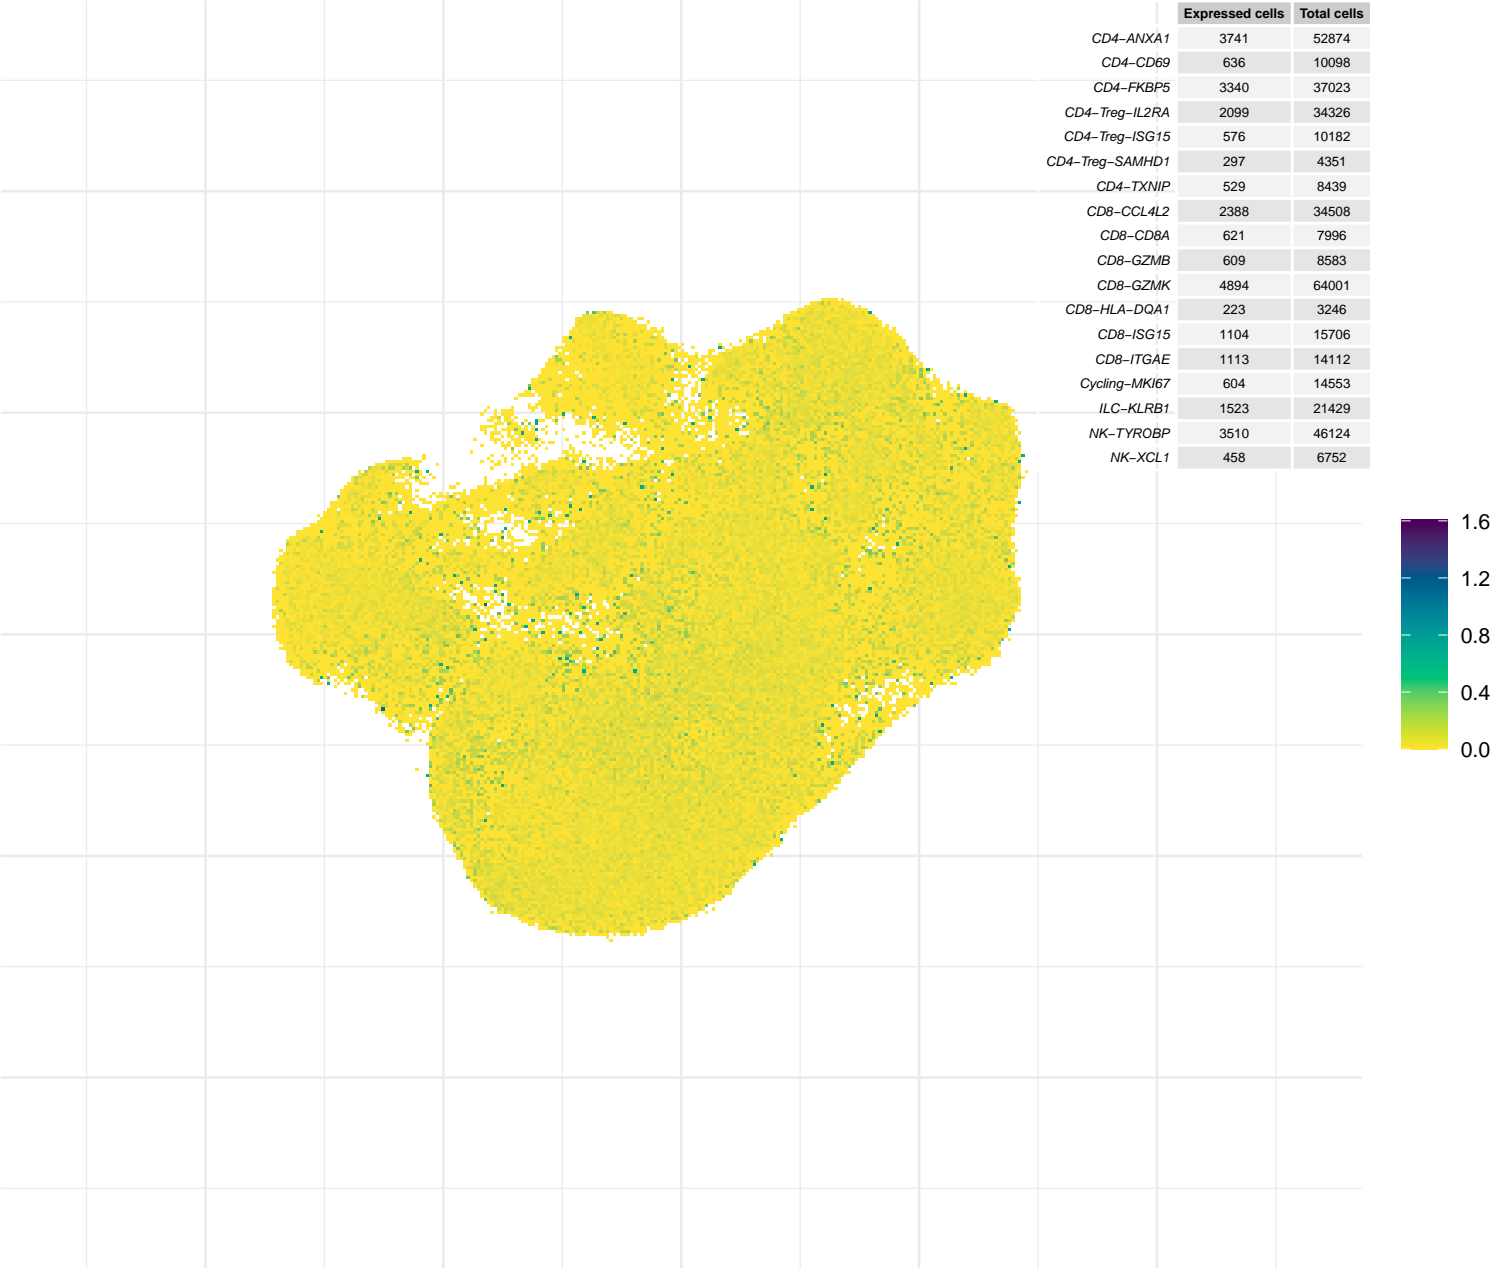 Expressed cells Total cells
CD4−ANXA1 3741 52874
CD4−CD69 636 10098
CD4−FKBP5 3340 37023
CD4−Treg−IL2RA 2099 34326
CD4−Treg−ISG15 576 10182
CD4−Treg−SAMHD1 297 4351
CD4−TXNIP 529 8439
CD8−CCL4L2 2388 34508
CD8−CD8A 621 7996
CD8−GZMB 609 8583
CD8−GZMK 4894 64001
CD8−HLA−DQA1 223 3246
CD8−ISG15 1104 15706
CD8−ITGAE 1113 14112
Cycling−MKI67 604 14553
ILC−KLRB1 1523 21429
NK−TYROBP 3510 46124
NK−XCL1 458 6752
1.6
1.2
0.8
0.4
0.0